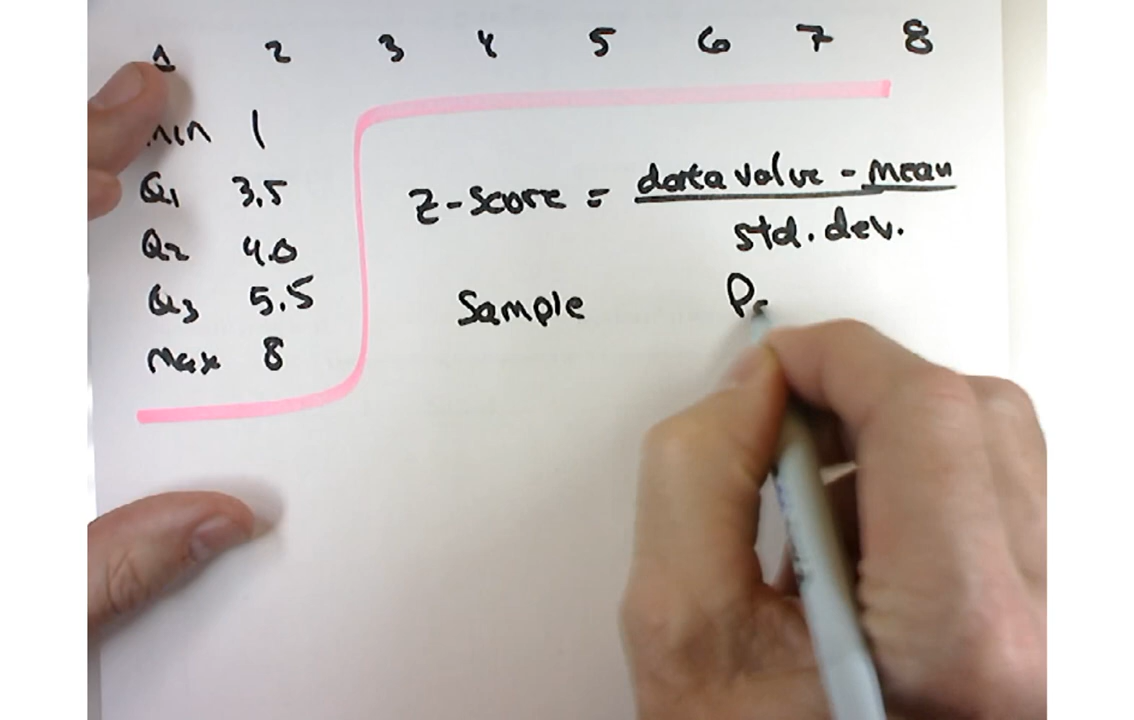 1 2 3 4 5 6 7 8
min 1
Q1 3.5
Q2 4.0
Q3 5.5
Max 8
Z-Score = data value - mean
std. dev.
Sample